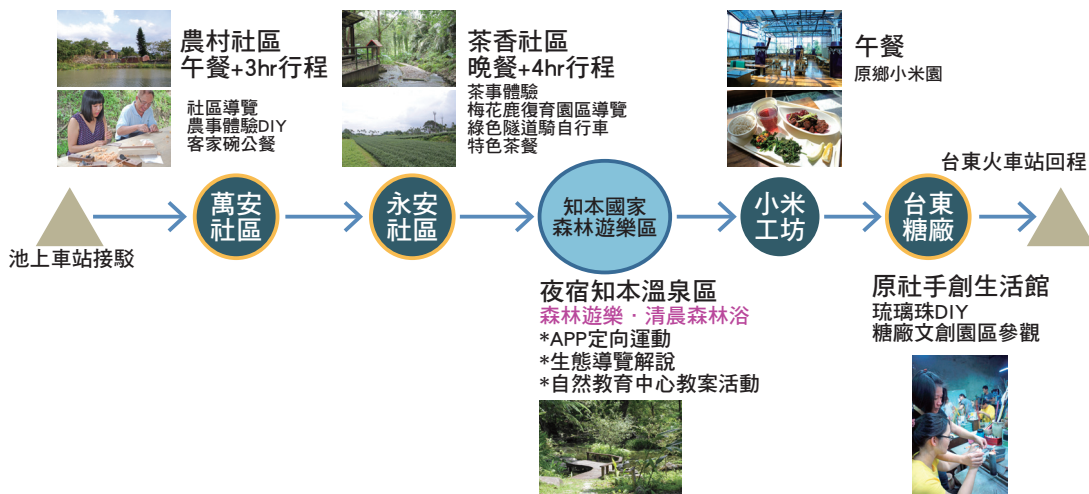 農村社區
午餐+3hr行程
社區導覽
農事體驗DIY
客家碗公餐
茶香社區
晚餐+4hr行程
茶事體驗
梅花鹿復育園區導覽
綠色隧道騎自行車
特色茶餐
午餐
原鄉小米園
池上車站接駁
萬安
社區
永安
社區
知本國家
森林遊樂區
小米
工坊
台東
糖廠
台東火車站回程
夜宿知本溫泉區
森林遊樂・清晨森林浴
*APP定向運動
*生態導覽解說
*自然教育中心教案活動
原社手創生活館
琉璃珠DIY
糖廠文創園區參觀